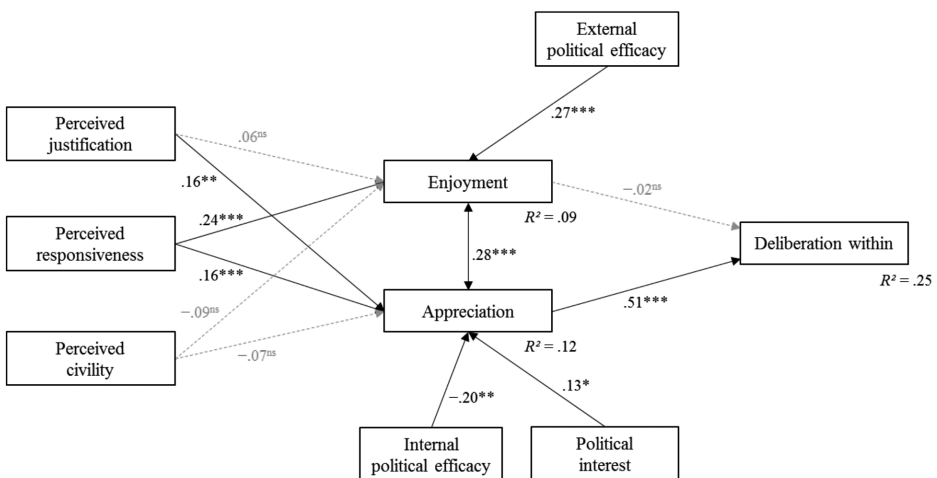 External
political efficacy
.27***
Perceived
justification
.06ns
.16**
Enjoyment
R² = .09
−.02ns
Perceived
responsiveness
.24***
.16***
.28***
Deliberation within
R² = .25
Perceived
civility
−.09ns
−.07ns
Appreciation
R² = .12
.51***
−.20**
.13*
Internal
political efficacy
Political
interest